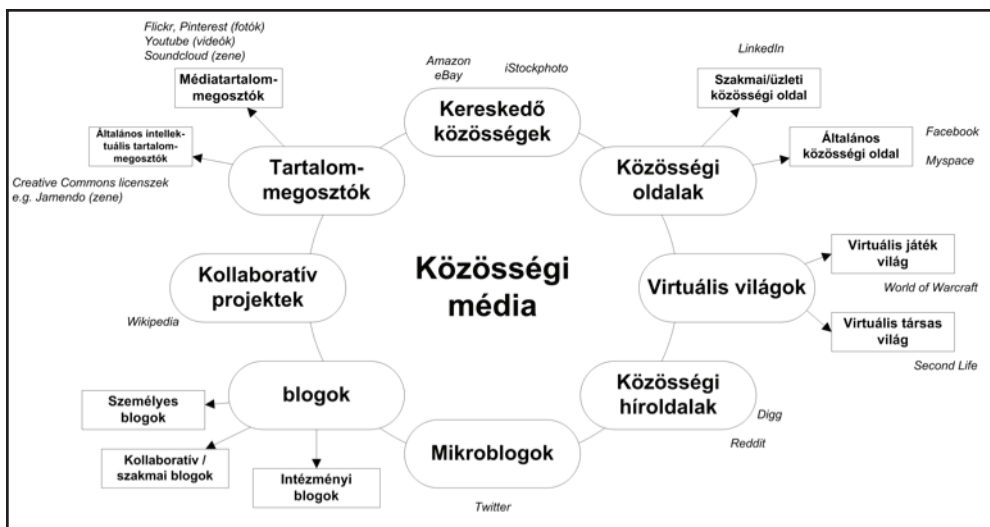 Flickr, Pinterest (fotók)
Youtube (videók)
Soundcloud (zene)
Médiatartalom-
megosztók
Általános intellek-
tuális tartalom-
megosztók
Creative Commons licenszek
e.g. Jamendo (zene)
Tartalom-
megosztók
Amazon
eBay
iStockphoto
Kereskedő
közösségek
LinkedIn
Szakmai/üzleti
közösségi oldal
Általános
közösségi oldal
Facebook
Myspace
Közösségi
oldalak
Kollaboratív
projektek
Wikipedia
Közösségi
média
Virtuális világok
Virtuális játék
világ
World of Warcraft
Virtuális társas
világ
Second Life
blogok
Személyes
blogok
Kollaboratív /
szakmai blogok
Intézményi
blogok
Mikroblogok
Twitter
Közösségi
híroldalak
Digg
Reddit